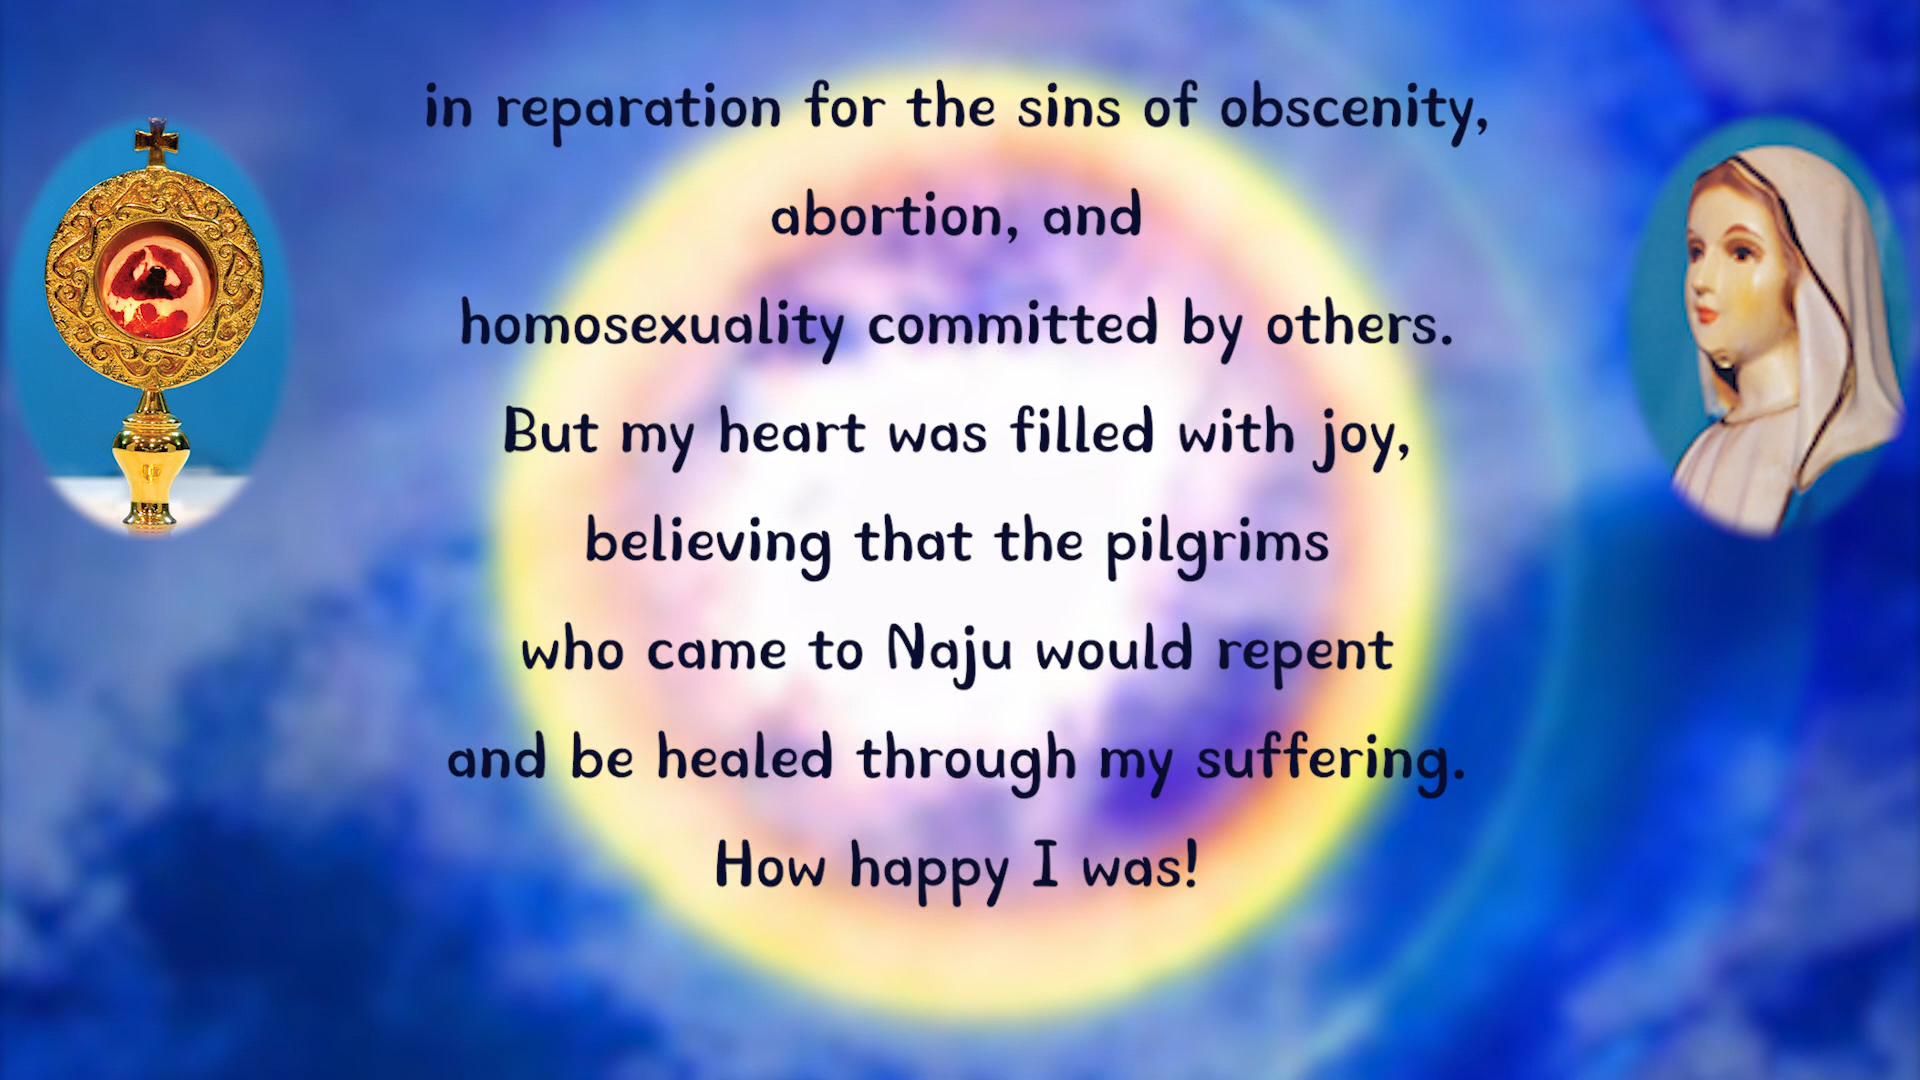 in reparation for the sins of obscenity,
abortion, and
homosexuality committed by others.
But my heart was filled with joy,
believing that the pilgrims
who came to Naju would repent
and be healed through my suffering.
How happy I was!